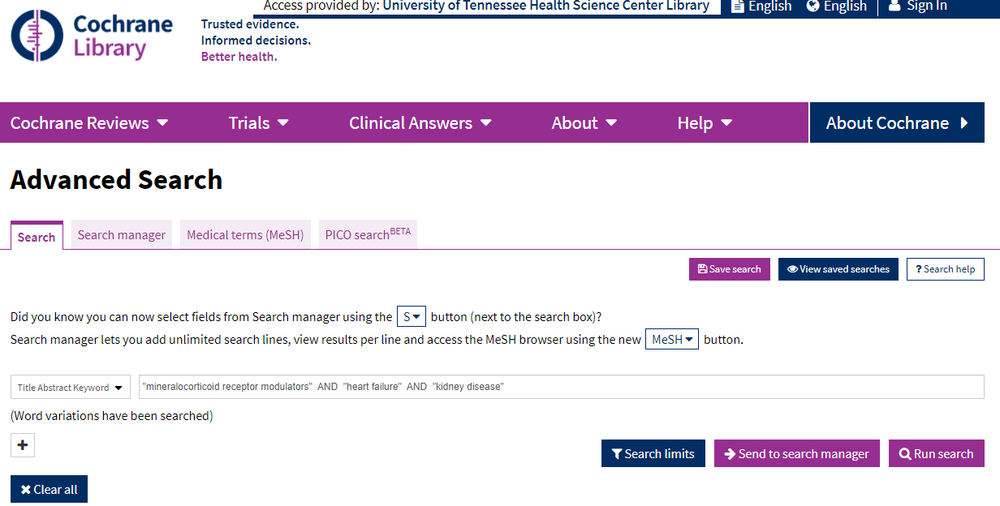 Access provided by: University of Tennessee Health Science Center Library English English Sign In
Cochrane
Library
Trusted evidence.
Informed decisions.
Better health.
Cochrane Reviews Trials Clinical Answers About Help About Cochrane
Advanced Search
Search Search manager Medical terms (MeSH) PICO search BETA
Save search View saved searches ? Search help
Did you know you can now select fields from Search manager using the S button (next to the search box)?
Search manager lets you add unlimited search lines, view results per line and access the MeSH browser using the new MeSH button.
Title Abstract Keyword "mineralocorticoid receptor modulators" AND "heart failure" AND "kidney disease"
(Word variations have been searched)
+
Search limits Send to search manager Run search
Clear all